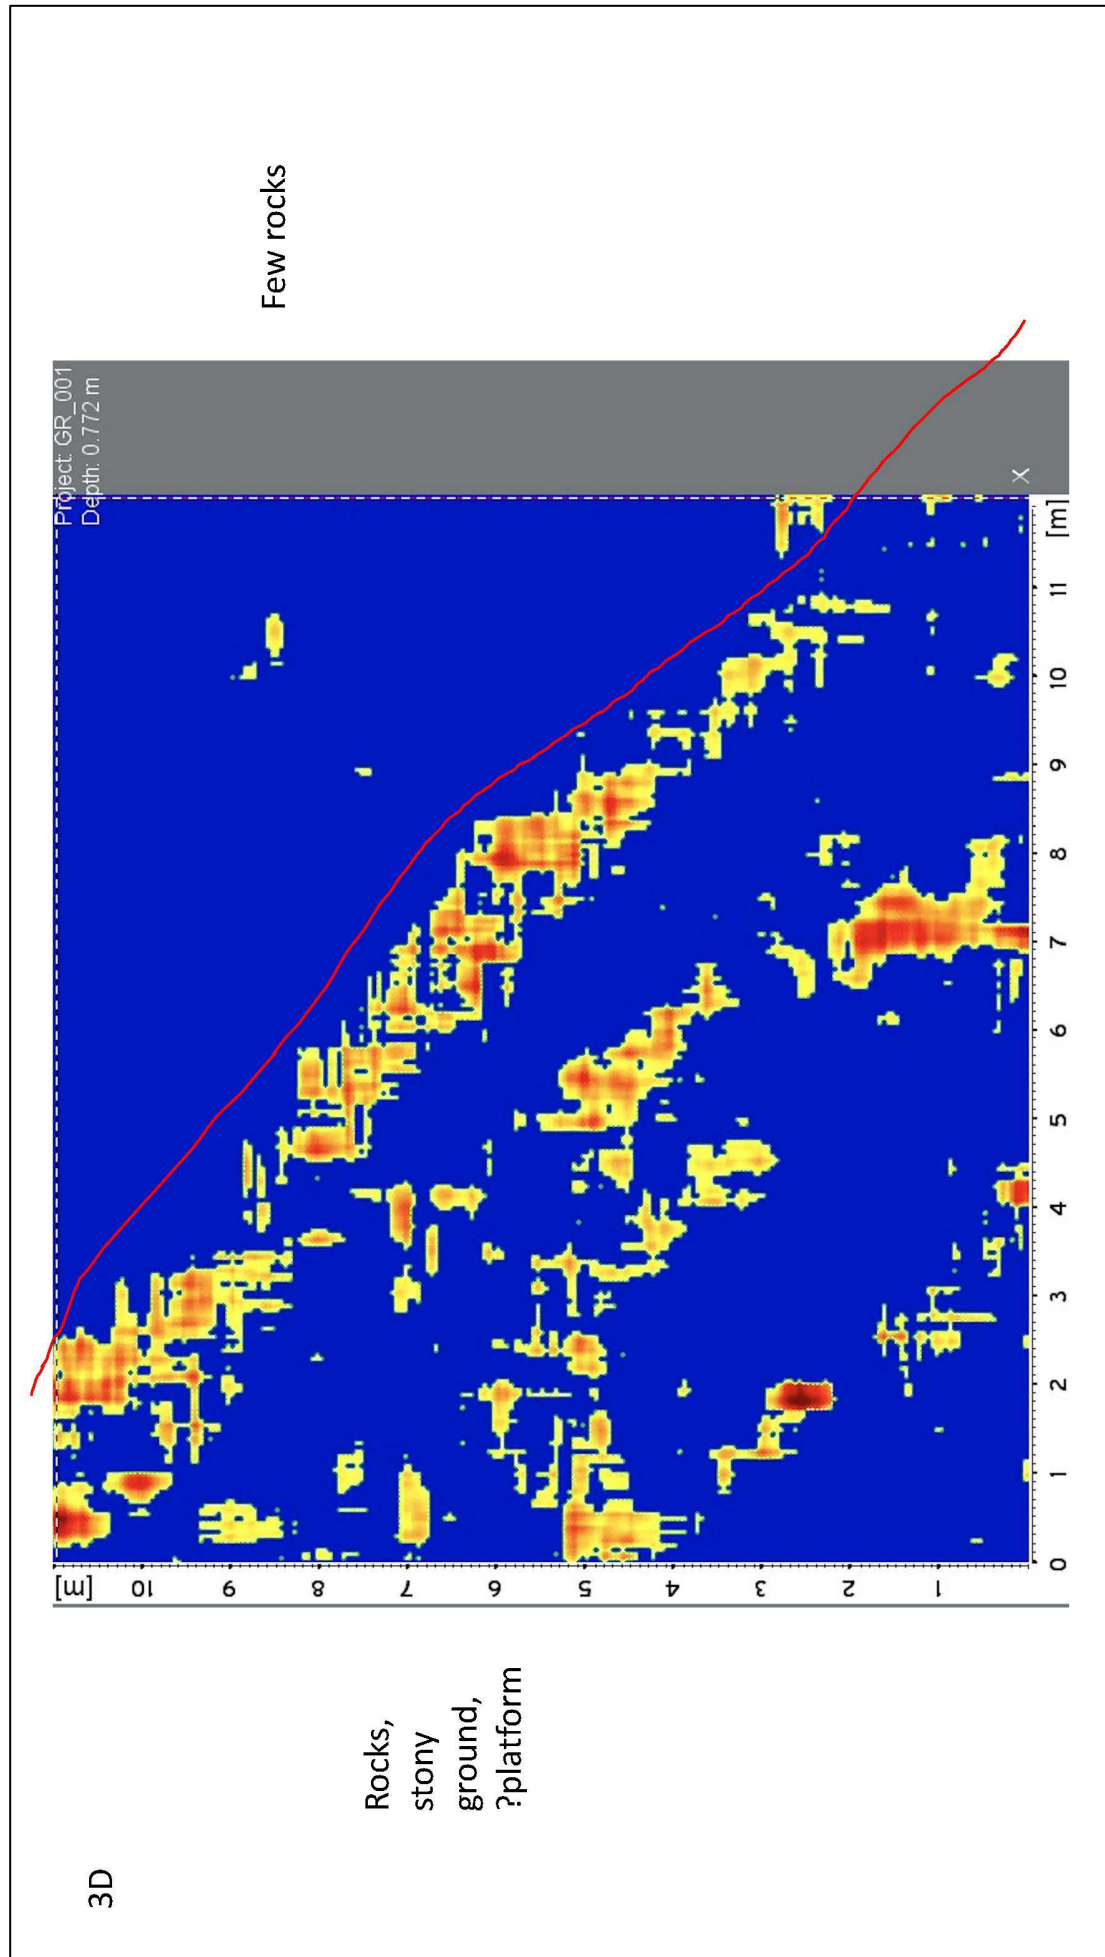 3D
Rocks,
stony
ground,
?platform
Few rocks
Project: GR_001
Depth: 0.772 m
[m]
10
9
8
7
6
5
4
3
2
1
0
1
2
3
4
5
6
7
8
9
10
11
[m]
X